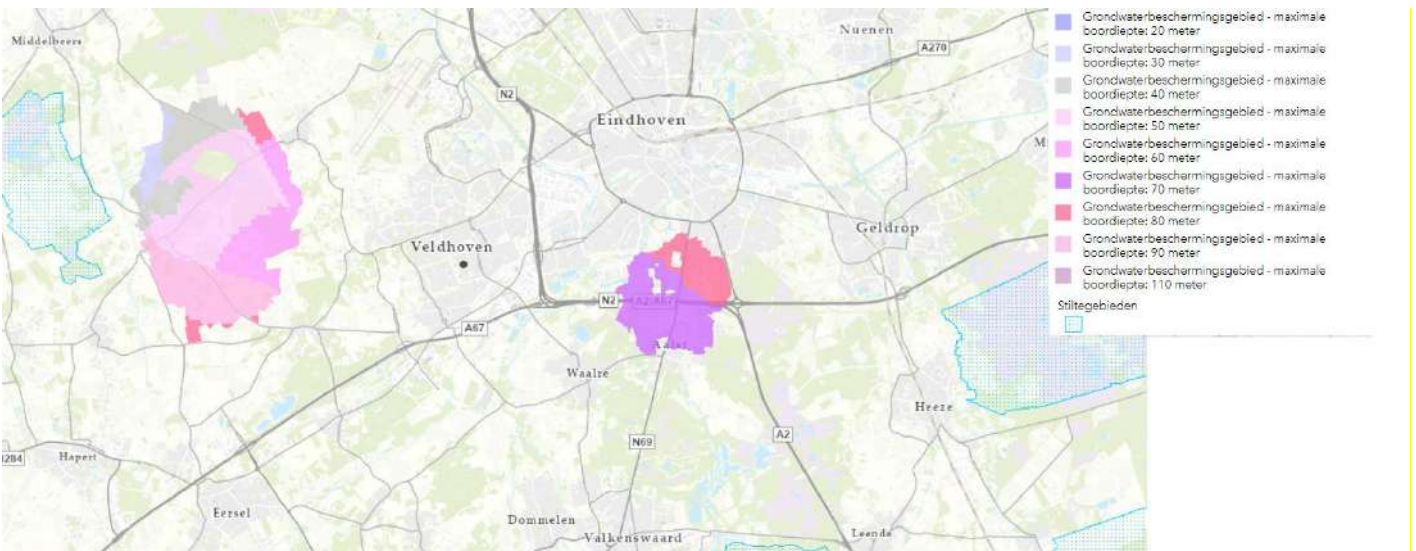 Middelbeers
Nuenen
A270
N2
Eindhoven
M
Geldrop
Veldhoven
N2
A2;A67
A67
Aalst
Waalre
Heeze
A2
N69
Hapert
Eersel
Dommelen
Valkenswaard
Leende
Grondwaterbeschermingsgebied - maximale
boordiepte: 20 meter
Grondwaterbeschermingsgebied - maximale
boordiepte: 30 meter
Grondwaterbeschermingsgebied - maximale
boordiepte: 40 meter
Grondwaterbeschermingsgebied - maximale
boordiepte: 50 meter
Grondwaterbeschermingsgebied - maximale
boordiepte: 60 meter
Grondwaterbeschermingsgebied - maximale
boordiepte: 70 meter
Grondwaterbeschermingsgebied - maximale
boordiepte: 80 meter
Grondwaterbeschermingsgebied - maximale
boordiepte: 90 meter
Grondwaterbeschermingsgebied - maximale
boordiepte: 110 meter
Stiltegebieden